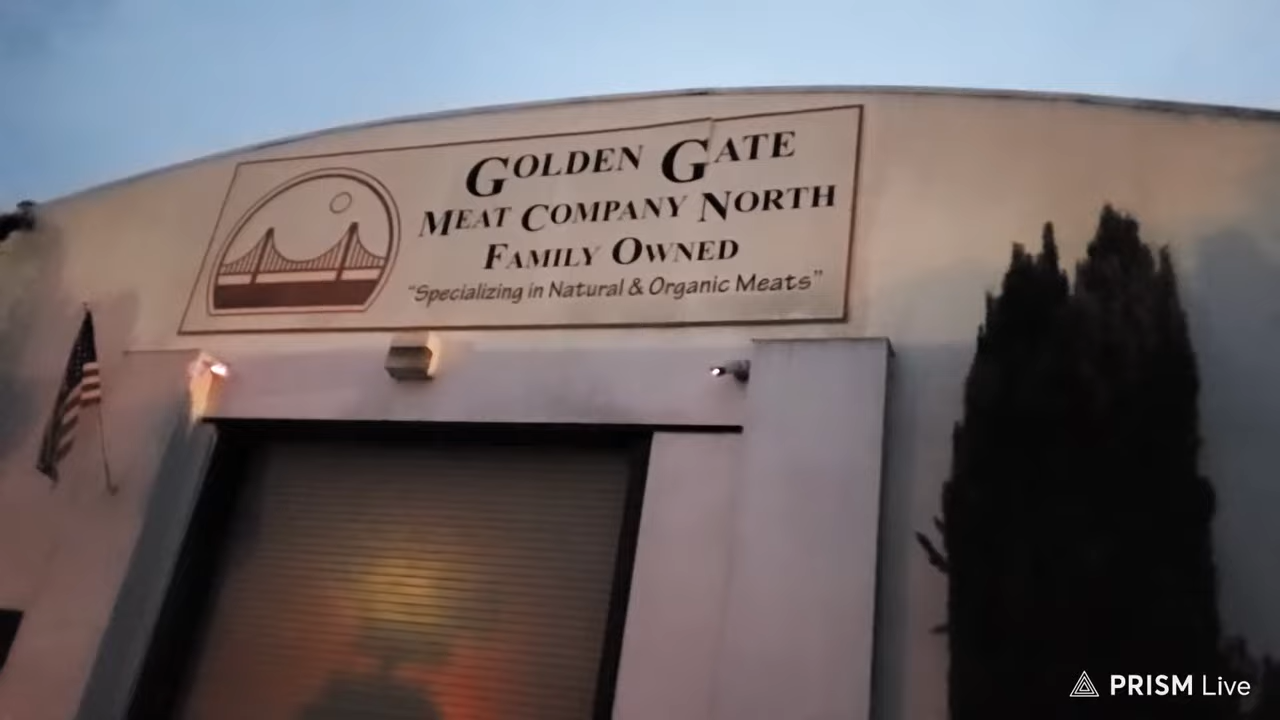 GOLDEN GATE
MEAT COMPANY NORTH
FAMILY OWNED
"Specializing in Natural & Organic Meats"
PRISM Live